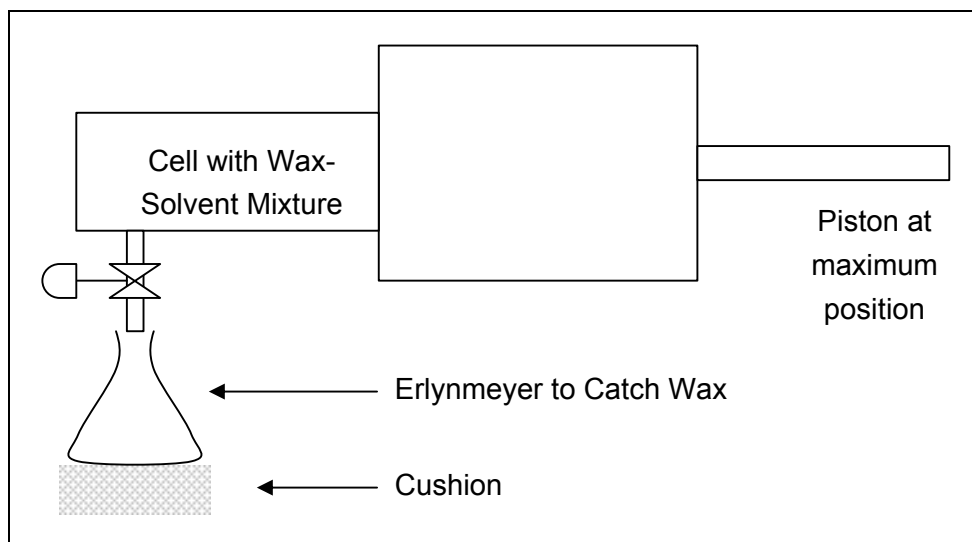 Cell with Wax-
Solvent Mixture
Piston at
maximum
position
Erlynmeyer to Catch Wax
Cushion